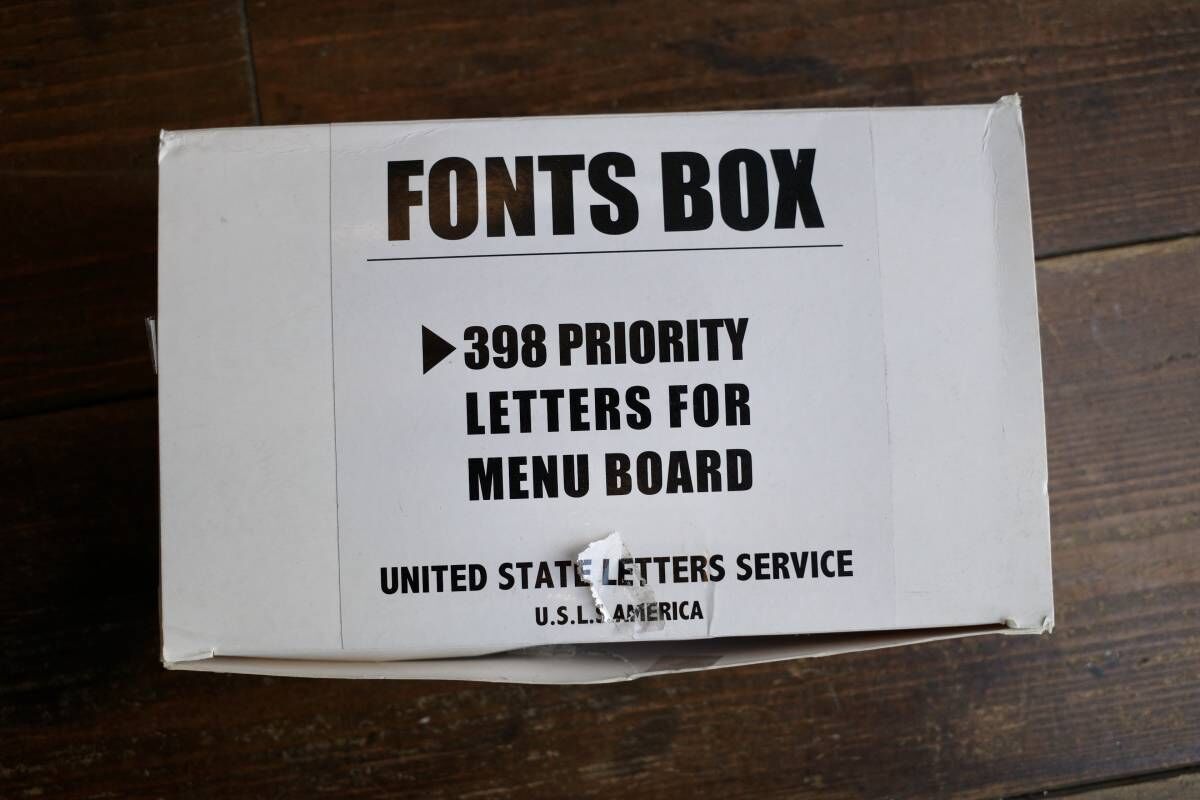 FONTS BOX
▶398 PRIORITY
LETTERS FOR
MENU BOARD
UNITED STATE LETTERS SERVICE
U.S.L.S.AMERICA